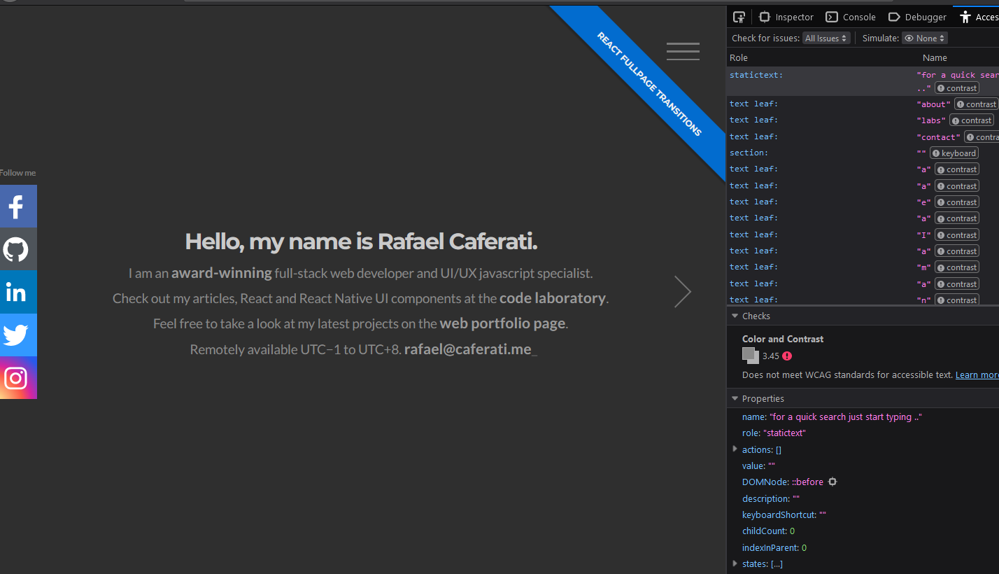 REACT FULLPAGE TRANSITIONS
Follow me
Hello, my name is Rafael Caferati.
I am an award-winning full-stack web developer and UI/UX javascript specialist.
Check out my articles, React and React Native UI components at the code laboratory.
Feel free to take a look at my latest projects on the web portfolio page.
Remotely available UTC−1 to UTC+8. rafael@caferati.me_
Inspector Console Debugger Acces
Check for issues: All Issues Simulate: None
Role Name
statictext: "for a quick sear
.." contrast
text leaf: "about" contrast
text leaf: "labs" contrast
text leaf: "contact" contra
section: "" keyboard
text leaf: "a" contrast
text leaf: "a" contrast
text leaf: "e" contrast
text leaf: "a" contrast
text leaf: "I" contrast
text leaf: "a" contrast
text leaf: "m" contrast
text leaf: "a" contrast
text leaf: "n" contrast
Checks
Color and Contrast
3.45
Does not meet WCAG standards for accessible text. Learn more
Properties
name: "for a quick search just start typing .."
role: "statictext"
actions: []
value: ""
DOMNode: ::before
description: ""
keyboardShortcut: ""
childCount: 0
indexInParent: 0
states: [...]